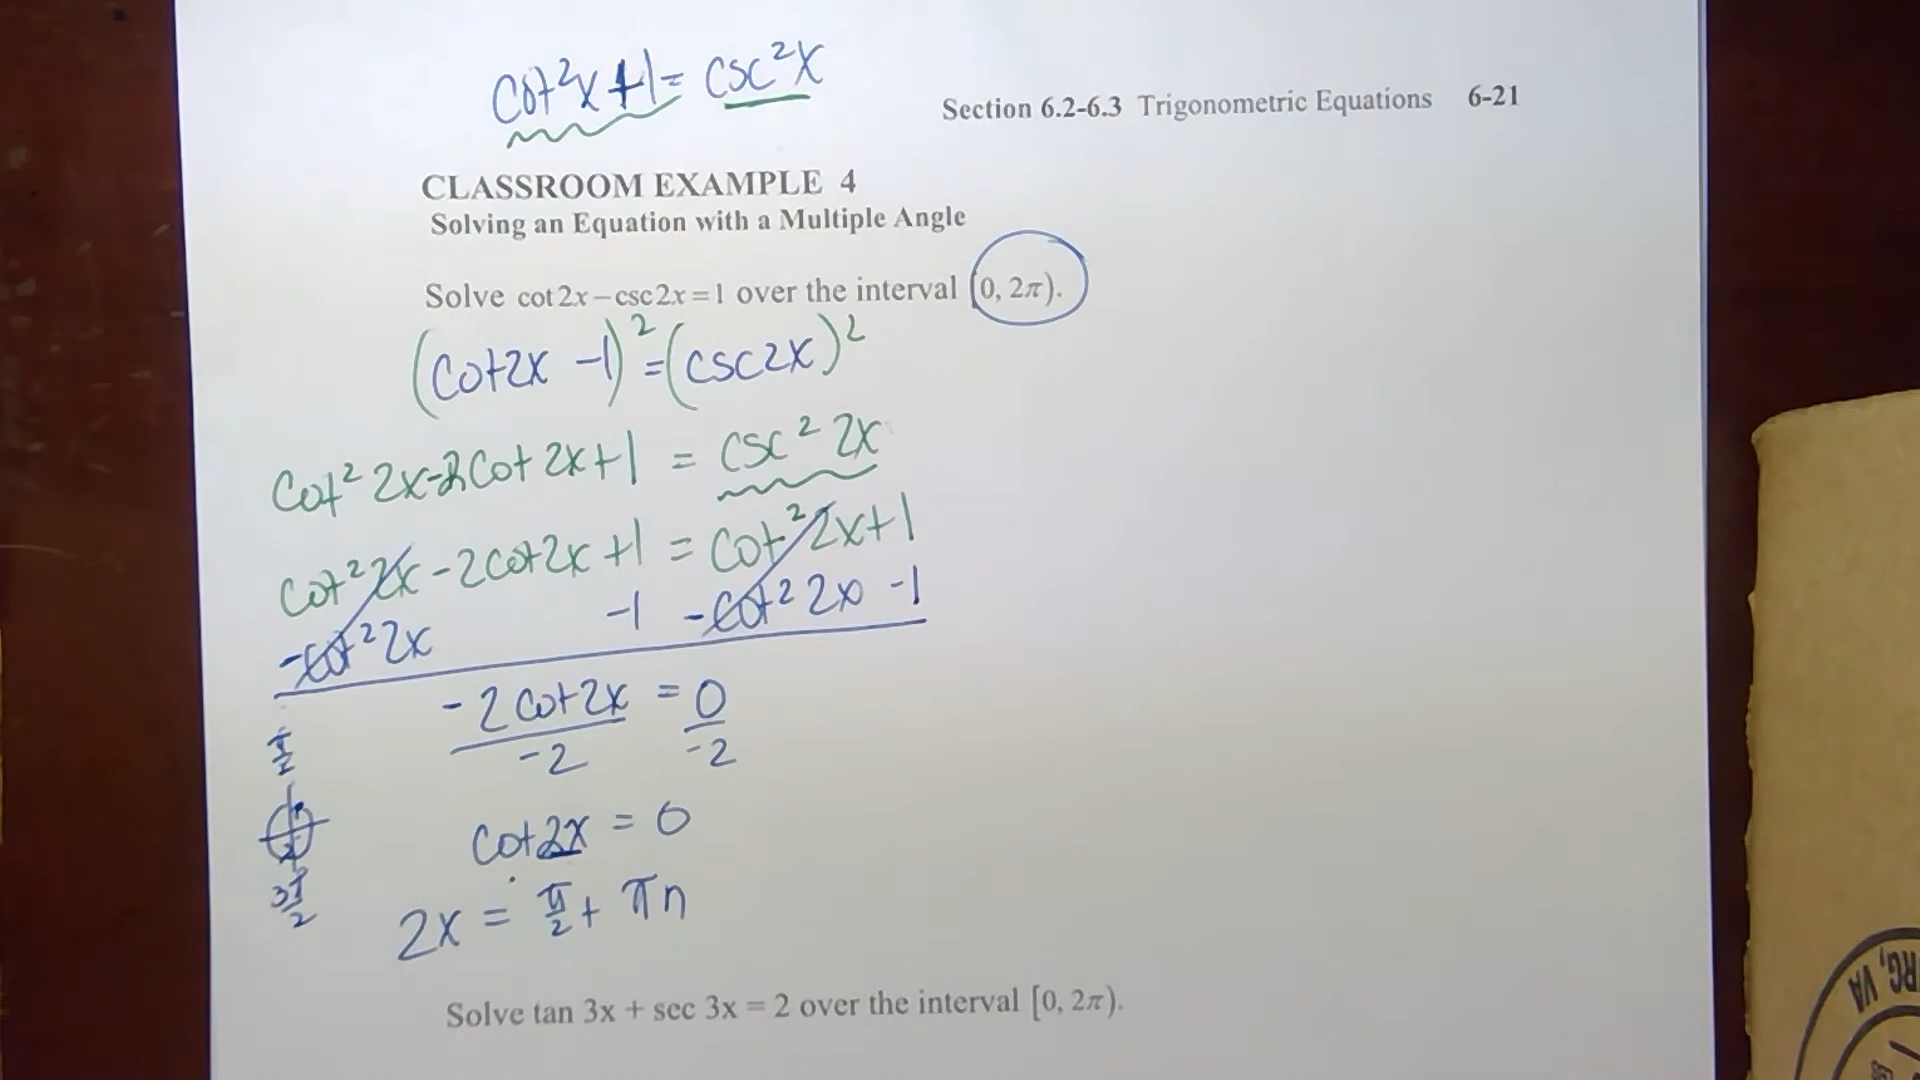 cot²x+1 = csc²x
Section 6.2-6.3 Trigonometric Equations 6-21
CLASSROOM EXAMPLE 4
Solving an Equation with a Multiple Angle
Solve cot 2x – csc 2x = 1 over the interval [0, 2π).
(cot2x -1)² = (csc2x)²
cot² 2x-2cot 2x+1 = csc² 2x
cot² 2x - 2cot2x +1 = cot² 2x+1
-cot² 2x -1 -cot² 2x -1
-2cot2x = 0
-2 -2
π/2
cot2x = 0
3π/2
2x = π/2 + πn
Solve tan 3x + sec 3x = 2 over the interval [0, 2π).
RG, VA